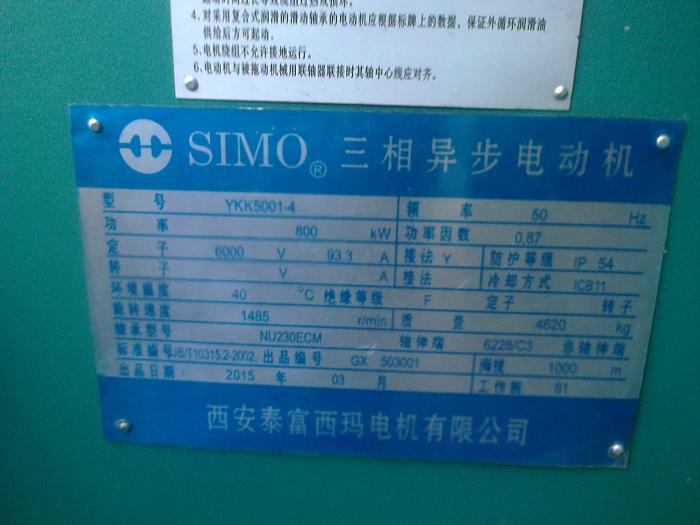 4、对采用复合式润滑的滑动轴承的电动机应根据标牌上的数据，保证外循环润滑油
供给后方可起动。
5、电机绕组不允许接地运行。
6、电动机与被拖动机械用联轴器联接时其轴中心线应对齐。
SIMO® 三相异步电动机
型 号 YKK5001-4 频 率 50 Hz
功 率 800 kW 功率因数 0.87
定 子 6000 V 93.3 A 接法 Y 防护等级 IP 54
转 子 V A 接法 冷却方式 IC611
环境温度 40 °C 绝缘等级 F 定子 转子
旋转速度 1485 r/min 质 量 4620 kg
轴承型号 NU230ECM 轴伸端 6228/C3 非轴伸端
标准编号 JB/T10315.2-2002 出品编号 GX 503001 海拔 1000 m
出品日期 2015 年 03 月 工作制 S1
西安泰富西玛电机有限公司